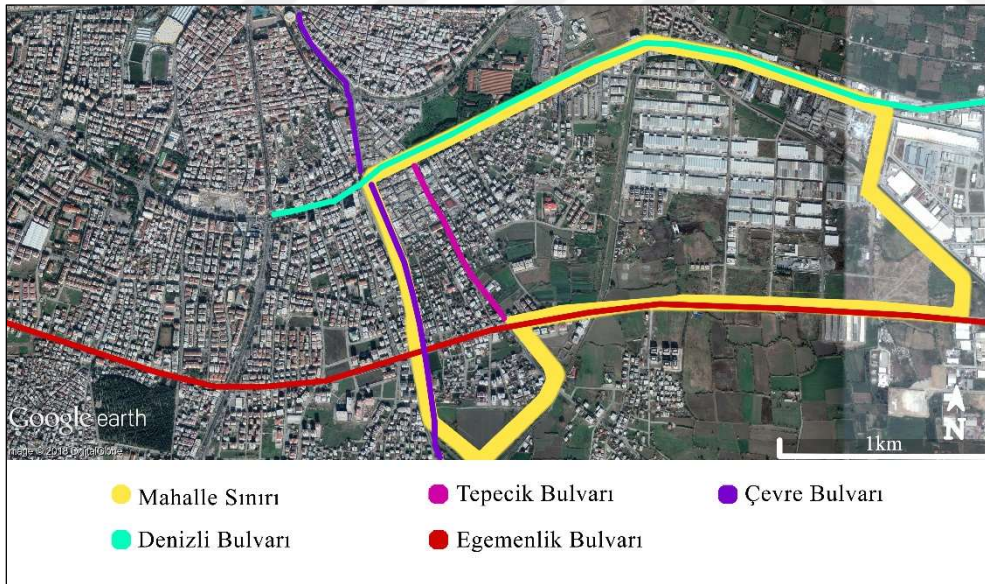 Google earth
Image © 2018 DigitalGlobe
N
1km
Mahalle Sınırı
Tepecik Bulvarı
Çevre Bulvarı
Denizli Bulvarı
Egemenlik Bulvarı